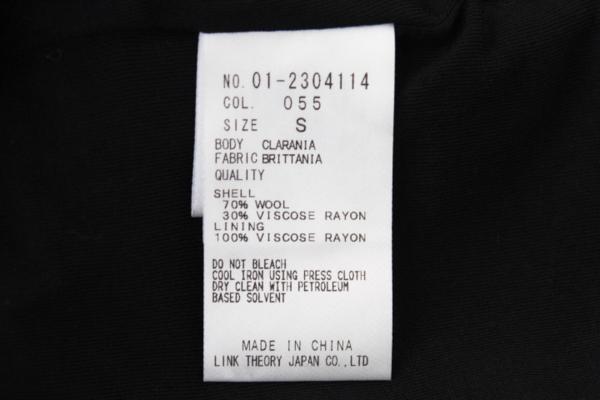 NO. 01-2304114
COL. 055
SIZE S
BODY CLARANIA
FABRIC BRITTANIA
QUALITY
SHELL
70% WOOL
30% VISCOSE RAYON
LINING
100% VISCOSE RAYON
DO NOT BLEACH
COOL IRON USING PRESS CLOTH
DRY CLEAN WITH PETROLEUM
BASED SOLVENT
MADE IN CHINA
LINK THEORY JAPAN CO.,LTD